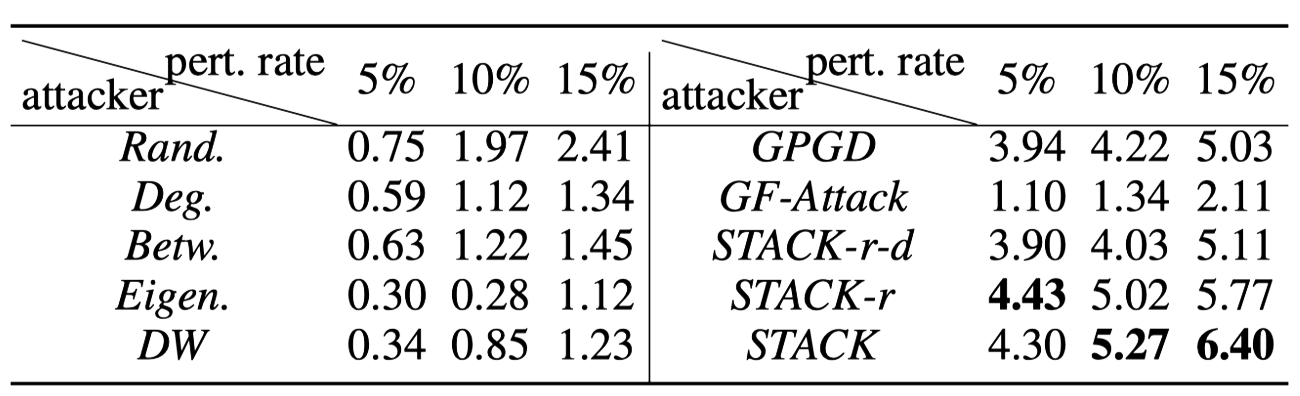 attacker pert. rate 5% 10% 15% attacker pert. rate 5% 10% 15%
Rand. 0.75 1.97 2.41 GPGD 3.94 4.22 5.03
Deg. 0.59 1.12 1.34 GF-Attack 1.10 1.34 2.11
Betw. 0.63 1.22 1.45 STACK-r-d 3.90 4.03 5.11
Eigen. 0.30 0.28 1.12 STACK-r 4.43 5.02 5.77
DW 0.34 0.85 1.23 STACK 4.30 5.27 6.40